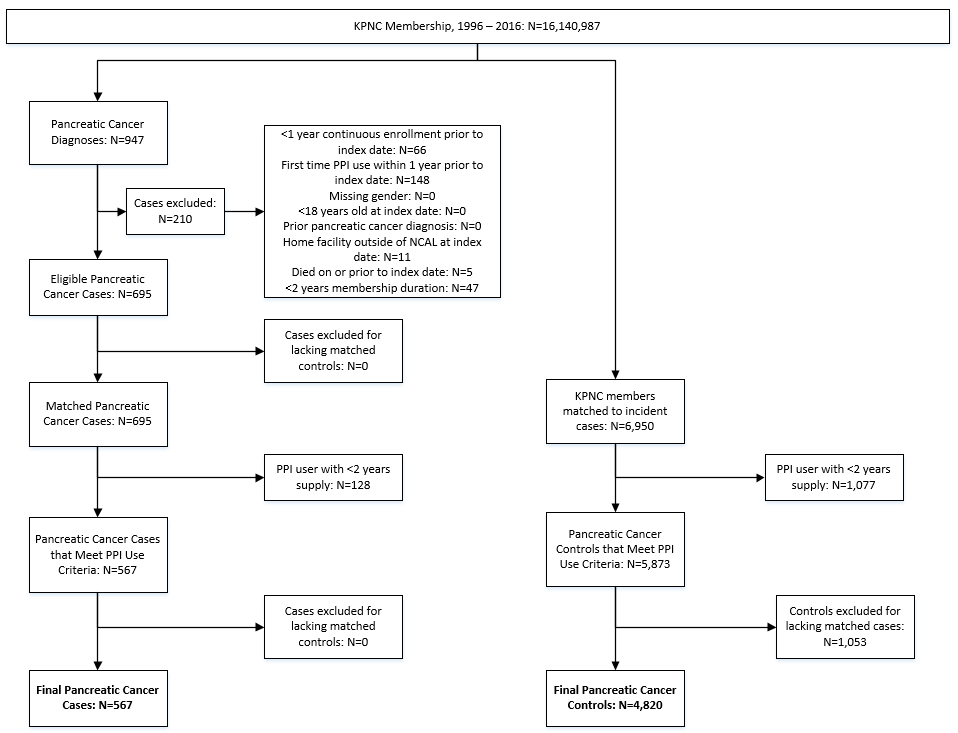 KPNC Membership, 1996 – 2016: N=16,140,987
Pancreatic Cancer
Diagnoses: N=947
<1 year continuous enrollment prior to
index date: N=66
First time PPI use within 1 year prior to
index date: N=148
Missing gender: N=0
<18 years old at index date: N=0
Prior pancreatic cancer diagnosis: N=0
Home facility outside of NCAL at index
date: N=11
Died on or prior to index date: N=5
<2 years membership duration: N=47
Cases excluded:
N=210
Eligible Pancreatic
Cancer Cases: N=695
Cases excluded for
lacking matched
controls: N=0
Matched Pancreatic
Cancer Cases: N=695
KPNC members
matched to incident
cases: N=6,950
PPI user with <2 years
supply: N=128
PPI user with <2 years
supply: N=1,077
Pancreatic Cancer Cases
that Meet PPI Use
Criteria: N=567
Pancreatic Cancer
Controls that Meet PPI
Use Criteria: N=5,873
Cases excluded for
lacking matched
controls: N=0
Controls excluded for
lacking matched cases:
N=1,053
Final Pancreatic Cancer
Cases: N=567
Final Pancreatic Cancer
Controls: N=4,820